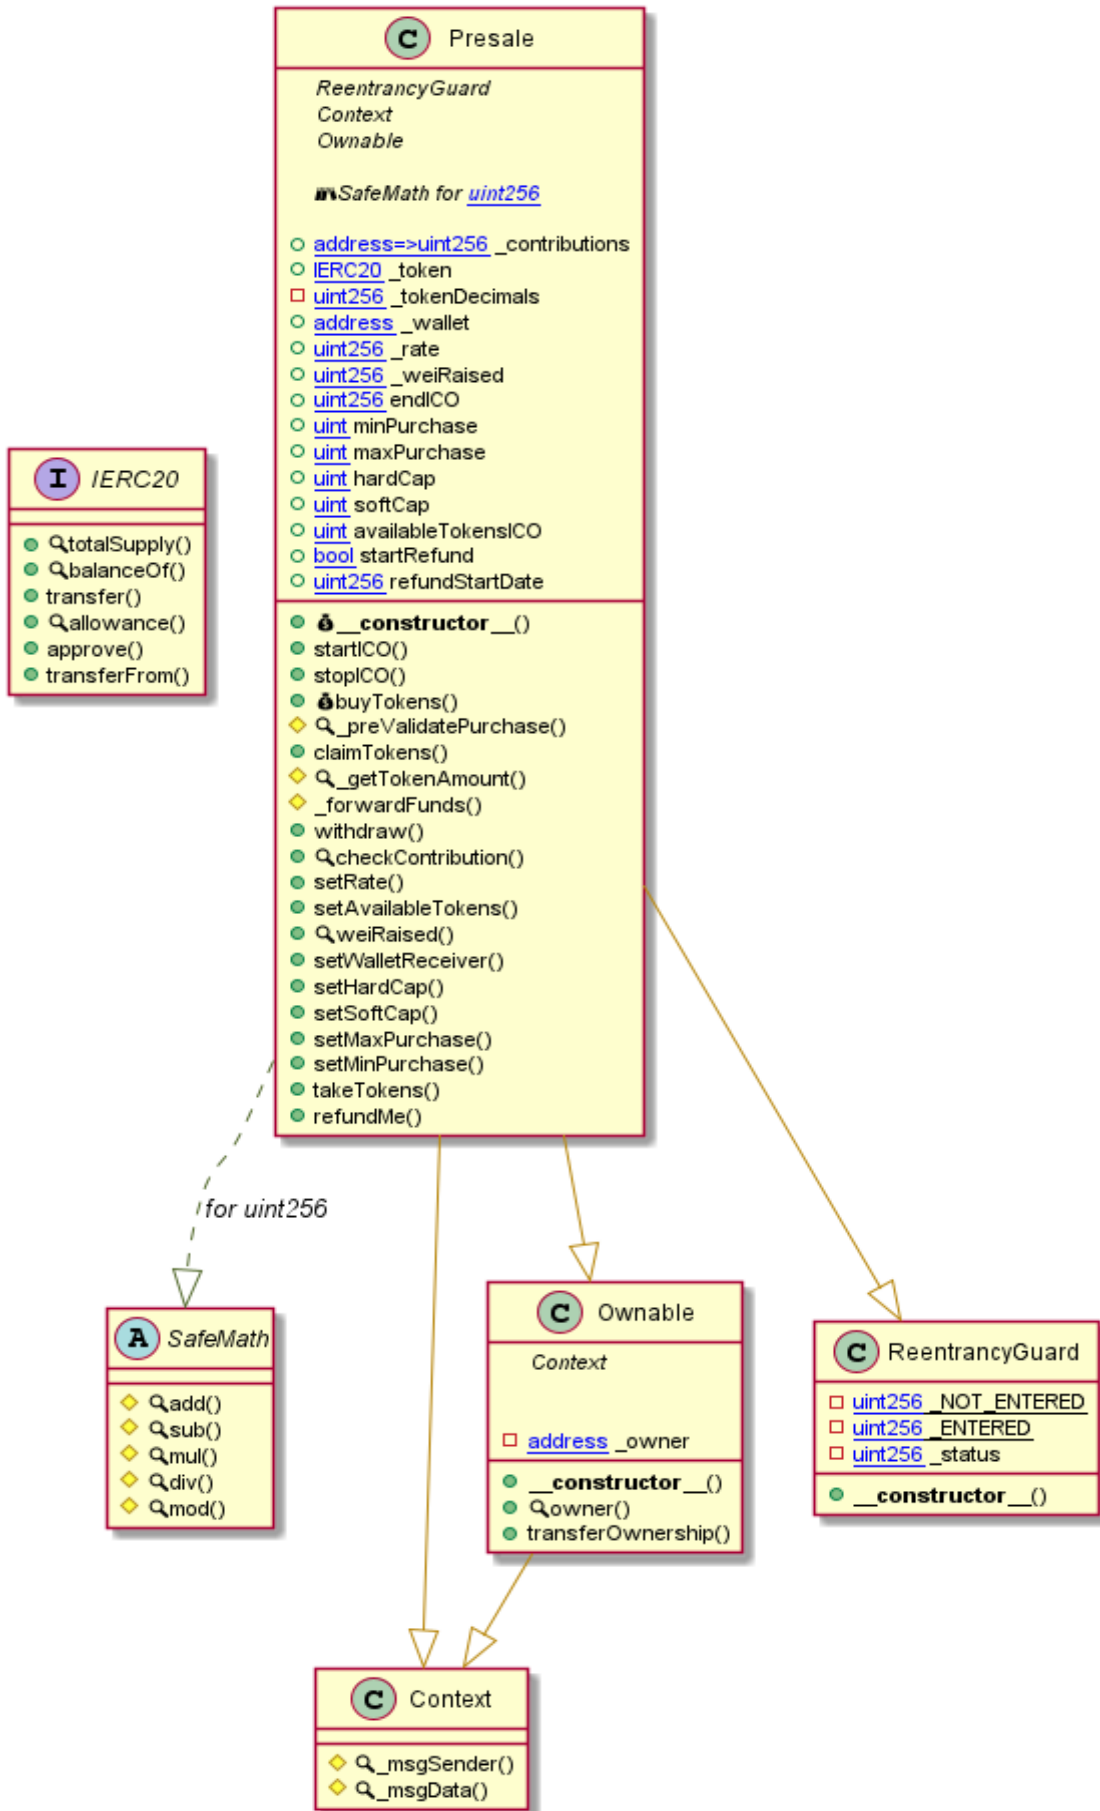 C Presale
ReentrancyGuard
Context
Ownable
SafeMath for uint256
address=>uint256 _contributions
IERC20 _token
uint256 _tokenDecimals
address _wallet
uint256 _rate
uint256 _weiRaised
uint256 endICO
uint minPurchase
uint maxPurchase
uint hardCap
uint softCap
uint availableTokensICO
bool startRefund
uint256 refundStartDate
__constructor__()
startICO()
stopICO()
buyTokens()
_preValidatePurchase()
claimTokens()
_getTokenAmount()
_forwardFunds()
withdraw()
checkContribution()
setRate()
setAvailableTokens()
weiRaised()
setWalletReceiver()
setHardCap()
setSoftCap()
setMaxPurchase()
setMinPurchase()
takeTokens()
refundMe()
I IERC20
totalSupply()
balanceOf()
transfer()
allowance()
approve()
transferFrom()
for uint256
A SafeMath
add()
sub()
mul()
div()
mod()
C Ownable
Context
address _owner
__constructor__()
owner()
transferOwnership()
C ReentrancyGuard
uint256 _NOT_ENTERED
uint256 _ENTERED
uint256 _status
__constructor__()
C Context
_msgSender()
_msgData()